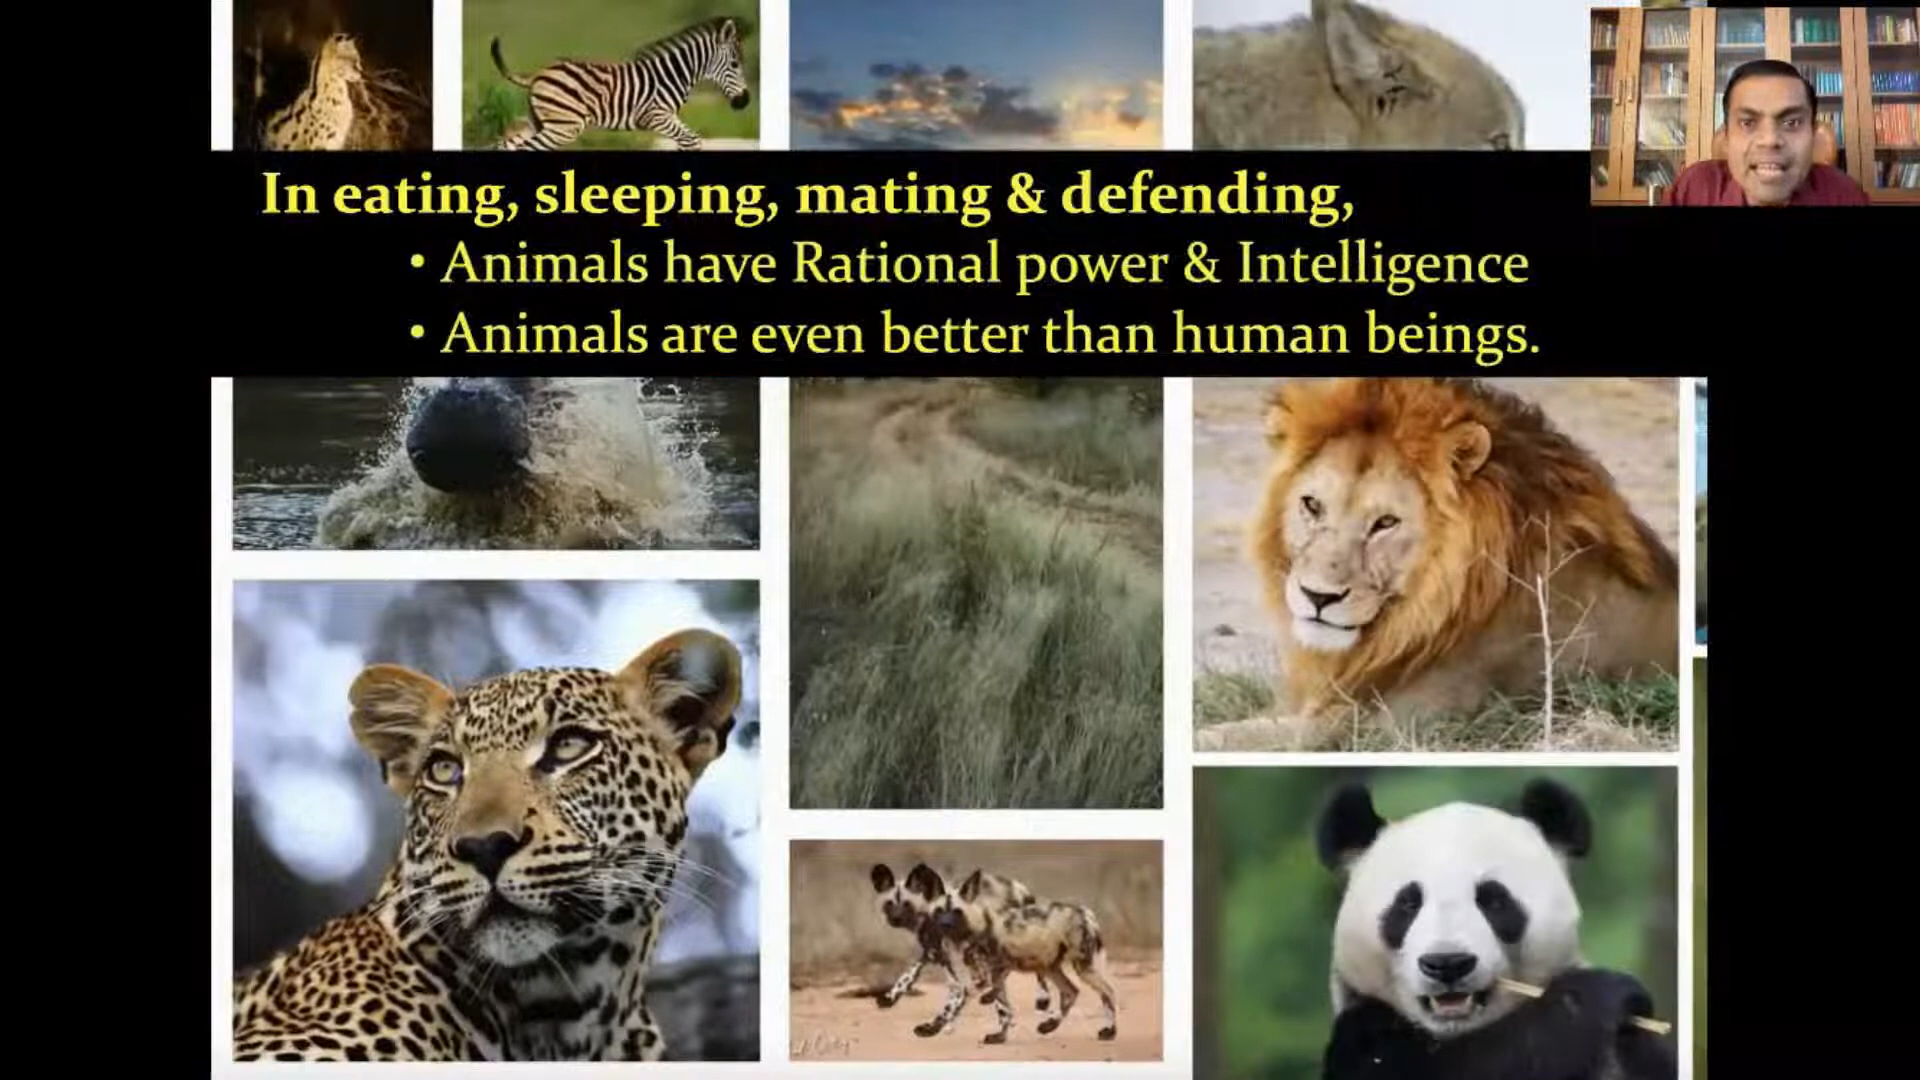 In eating, sleeping, mating & defending,
• Animals have Rational power & Intelligence
• Animals are even better than human beings.